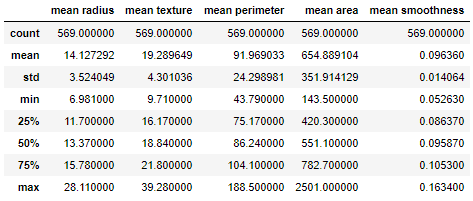 mean radius mean texture mean perimeter mean area mean smoothness
count 569.000000 569.000000 569.000000 569.000000 569.000000
mean 14.127292 19.289649 91.969033 654.889104 0.096360
std 3.524049 4.301036 24.298981 351.914129 0.014064
min 6.981000 9.710000 43.790000 143.500000 0.052630
25% 11.700000 16.170000 75.170000 420.300000 0.086370
50% 13.370000 18.840000 86.240000 551.100000 0.095870
75% 15.780000 21.800000 104.100000 782.700000 0.105300
max 28.110000 39.280000 188.500000 2501.000000 0.163400